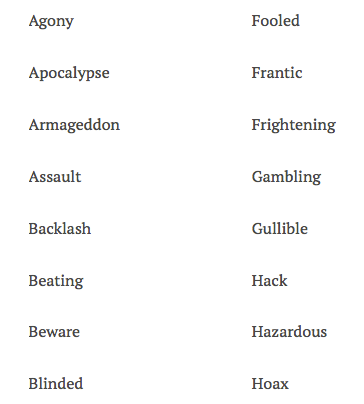 Agony
Apocalypse
Armageddon
Assault
Backlash
Beating
Beware
Blinded
Fooled
Frantic
Frightening
Gambling
Gullible
Hack
Hazardous
Hoax